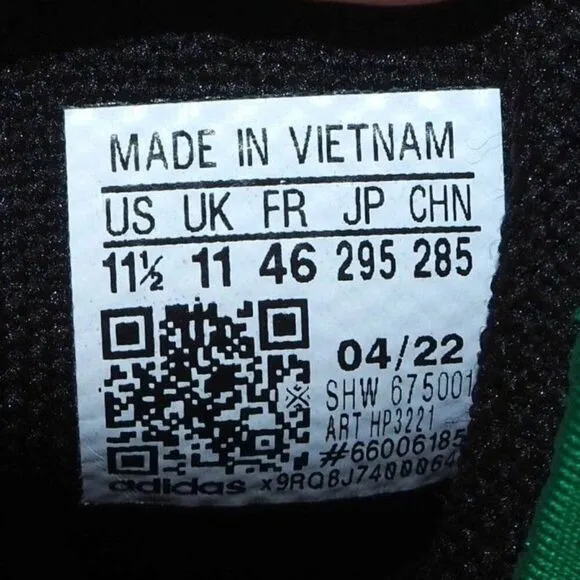 MADE IN VIETNAM
US UK FR JP CHN
11½ 11 46 295 285
04/22
SHW 675001
ART HP3221
#66006185
adidas x9RQ8J7400064